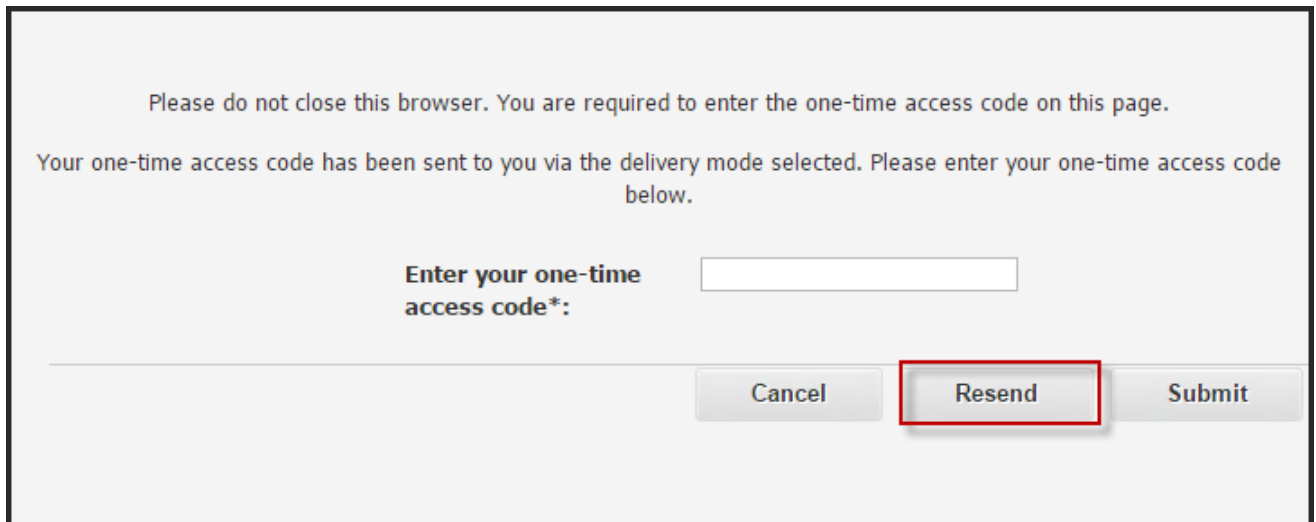 Please do not close this browser. You are required to enter the one-time access code on this page.
Your one-time access code has been sent to you via the delivery mode selected. Please enter your one-time access code
below.
Enter your one-time
access code*:
Cancel Resend Submit